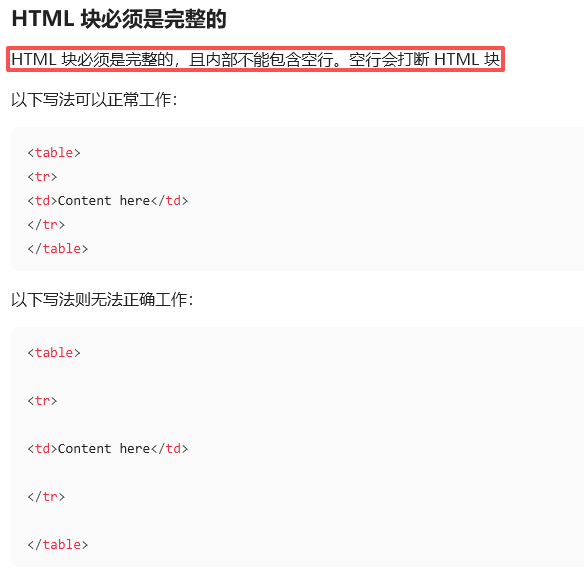 HTML 块必须是完整的
HTML 块必须是完整的，且内部不能包含空行。空行会打断 HTML 块
以下写法可以正常工作：
<table>
<tr>
<td>Content here</td>
</tr>
</table>
以下写法则无法正确工作：
<table>
<tr>
<td>Content here</td>
</tr>
</table>